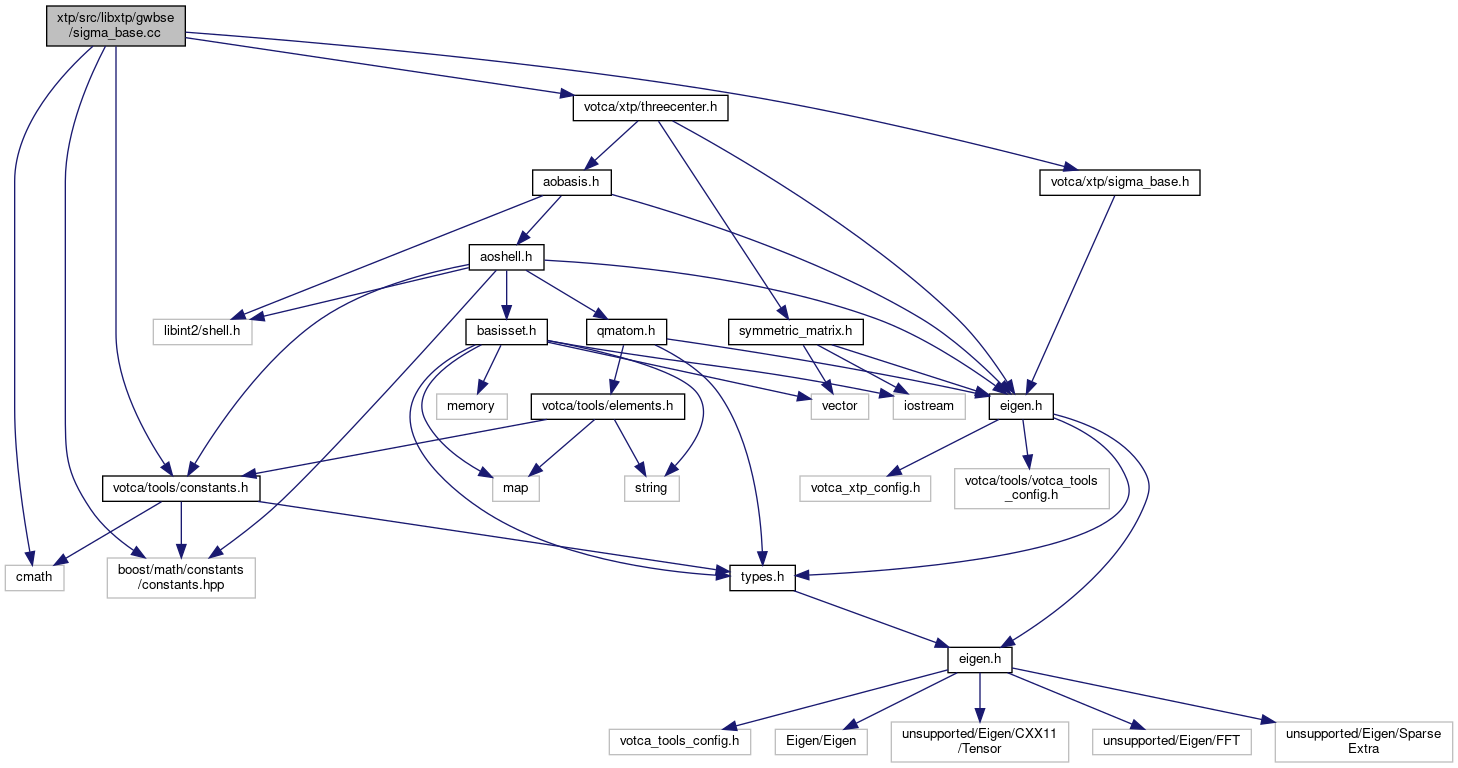 xtp/src/libxtp/gwbse
/sigma_base.cc
votca/xtp/threecenter.h
aobasis.h
votca/xtp/sigma_base.h
aoshell.h
libint2/shell.h
basisset.h
qmatom.h
symmetric_matrix.h
memory
votca/tools/elements.h
vector
iostream
eigen.h
votca/tools/constants.h
map
string
votca_xtp_config.h
votca/tools/votca_tools
_config.h
cmath
boost/math/constants
/constants.hpp
types.h
eigen.h
votca_tools_config.h
Eigen/Eigen
unsupported/Eigen/CXX11
/Tensor
unsupported/Eigen/FFT
unsupported/Eigen/Sparse
Extra